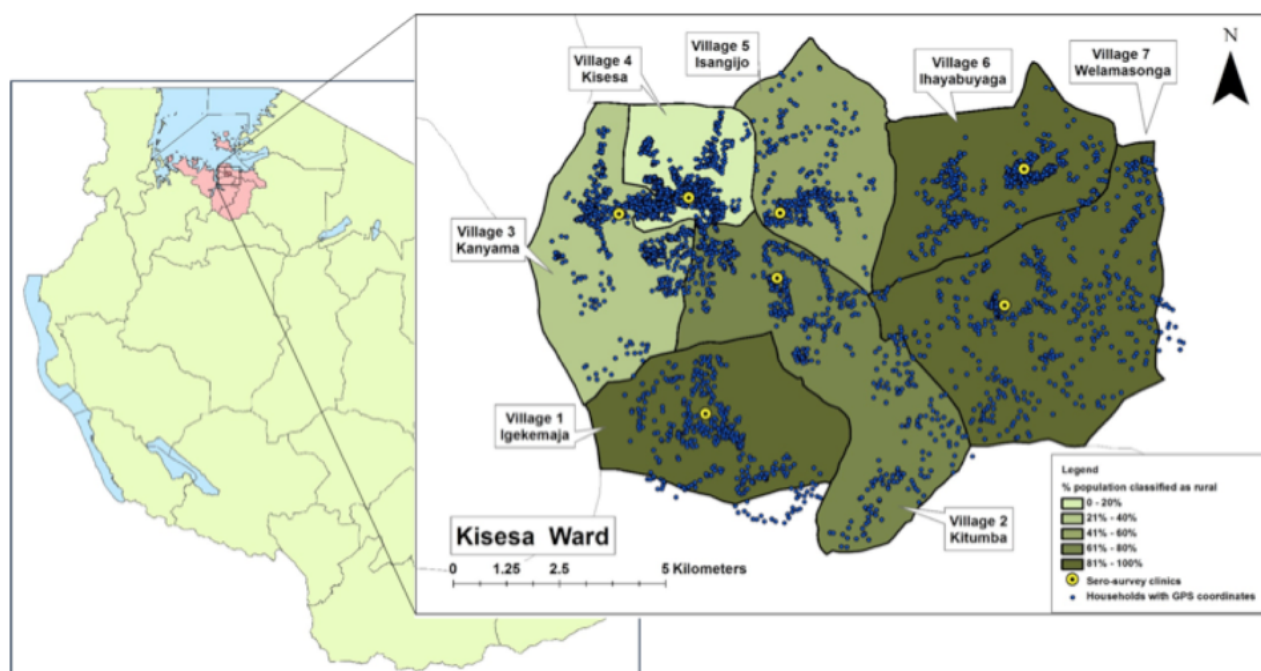 Village 5
Isangijo
N
Village 4
Kisesa
Village 6
Ihayabuyaga
Village 7
Welamasonga
Village 3
Kanyama
Village 1
Igekemaja
Village 2
Kitumba
Kisesa Ward
0 1.25 2.5 5 Kilometers
Legend
% population classified as rural
0 - 20%
21% - 40%
41% - 60%
61% - 80%
81% - 100%
Sero-survey clinics
Households with GPS coordinates